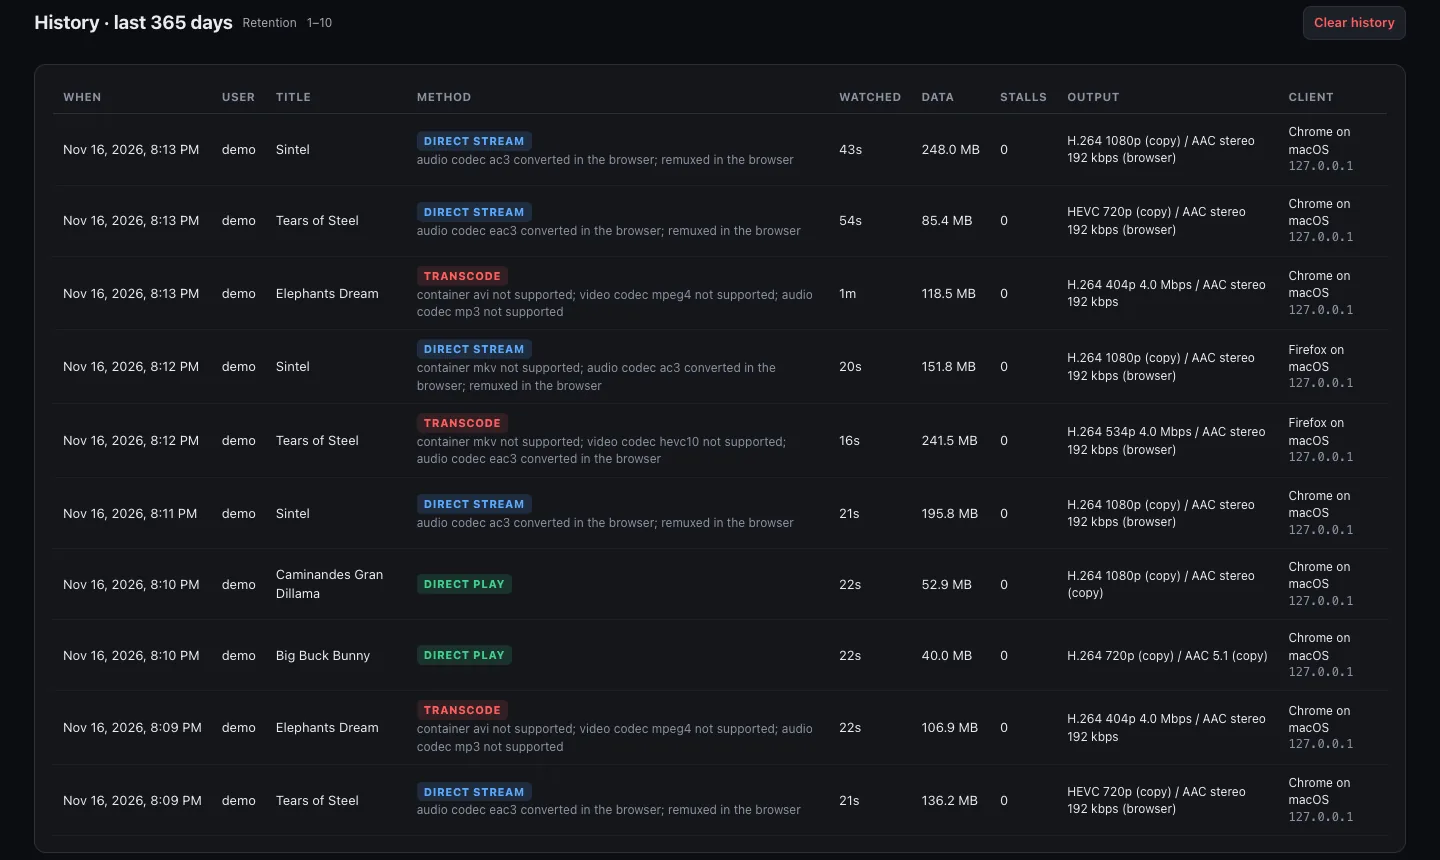 History · last 365 days Retention 1–10 Clear history
WHEN USER TITLE METHOD WATCHED DATA STALLS OUTPUT CLIENT
Nov 16, 2026, 8:13 PM demo Sintel DIRECT STREAM
audio codec ac3 converted in the browser; remuxed in the browser
43s 248.0 MB 0 H.264 1080p (copy) / AAC stereo
192 kbps (browser)
Chrome on
macOS
127.0.0.1
Nov 16, 2026, 8:13 PM demo Tears of Steel DIRECT STREAM
audio codec eac3 converted in the browser; remuxed in the browser
54s 85.4 MB 0 HEVC 720p (copy) / AAC stereo
192 kbps (browser)
Chrome on
macOS
127.0.0.1
Nov 16, 2026, 8:13 PM demo Elephants Dream TRANSCODE
container avi not supported; video codec mpeg4 not supported; audio
codec mp3 not supported
1m 118.5 MB 0 H.264 404p 4.0 Mbps / AAC stereo
192 kbps
Chrome on
macOS
127.0.0.1
Nov 16, 2026, 8:12 PM demo Sintel DIRECT STREAM
container mkv not supported; audio codec ac3 converted in the
browser; remuxed in the browser
20s 151.8 MB 0 H.264 1080p (copy) / AAC stereo
192 kbps (browser)
Firefox on
macOS
127.0.0.1
Nov 16, 2026, 8:12 PM demo Tears of Steel TRANSCODE
container mkv not supported; video codec hevc10 not supported;
audio codec eac3 converted in the browser
16s 241.5 MB 0 H.264 534p 4.0 Mbps / AAC stereo
192 kbps (browser)
Firefox on
macOS
127.0.0.1
Nov 16, 2026, 8:11 PM demo Sintel DIRECT STREAM
audio codec ac3 converted in the browser; remuxed in the browser
21s 195.8 MB 0 H.264 1080p (copy) / AAC stereo
192 kbps (browser)
Chrome on
macOS
127.0.0.1
Nov 16, 2026, 8:10 PM demo Caminandes Gran
Dillama
DIRECT PLAY 22s 52.9 MB 0 H.264 1080p (copy) / AAC stereo
(copy)
Chrome on
macOS
127.0.0.1
Nov 16, 2026, 8:10 PM demo Big Buck Bunny DIRECT PLAY 22s 40.0 MB 0 H.264 720p (copy) / AAC 5.1 (copy)
Chrome on
macOS
127.0.0.1
Nov 16, 2026, 8:09 PM demo Elephants Dream TRANSCODE
container avi not supported; video codec mpeg4 not supported; audio
codec mp3 not supported
22s 106.9 MB 0 H.264 404p 4.0 Mbps / AAC stereo
192 kbps
Chrome on
macOS
127.0.0.1
Nov 16, 2026, 8:09 PM demo Tears of Steel DIRECT STREAM
audio codec eac3 converted in the browser; remuxed in the browser
21s 136.2 MB 0 HEVC 720p (copy) / AAC stereo
192 kbps (browser)
Chrome on
macOS
127.0.0.1